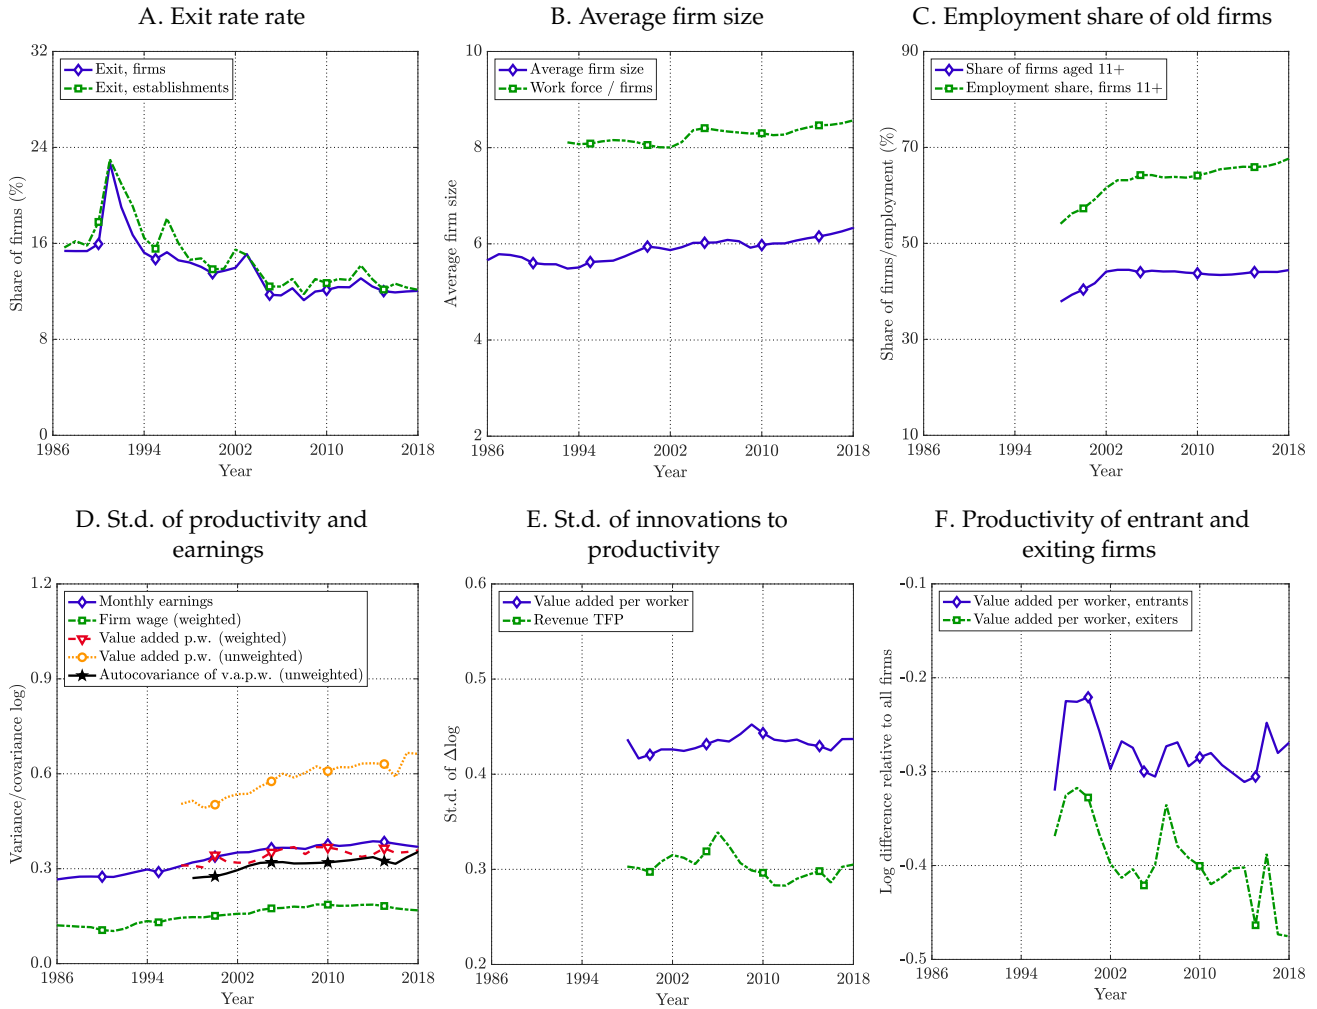 A. Exit rate rate
32
24
16
8
0
Share of firms (%)
Exit, firms
Exit, establishments
1986
1994
2002
2010
2018
Year
B. Average firm size
10
8
6
4
2
Average firm size
Average firm size
Work force / firms
1986
1994
2002
2010
2018
Year
C. Employment share of old firms
90
70
50
30
10
Share of firms/employment (%)
Share of firms aged 11+
Employment share, firms 11+
1986
1994
2002
2010
2018
Year
D. St.d. of productivity and
earnings
1.2
0.9
0.6
0.3
0.0
Variance/covariance log)
Monthly earnings
Firm wage (weighted)
Value added p.w. (weighted)
Value added p.w. (unweighted)
Autocovariance of v.a.p.w. (unweighted)
1986
1994
2002
2010
2018
Year
E. St.d. of innovations to
productivity
0.6
0.5
0.4
0.3
0.2
St.d. of Δlog
Value added per worker
Revenue TFP
1986
1994
2002
2010
2018
Year
F. Productivity of entrant and
exiting firms
-0.1
-0.2
-0.3
-0.4
-0.5
Log difference relative to all firms
Value added per worker, entrants
Value added per worker, exiters
1986
1994
2002
2010
2018
Year